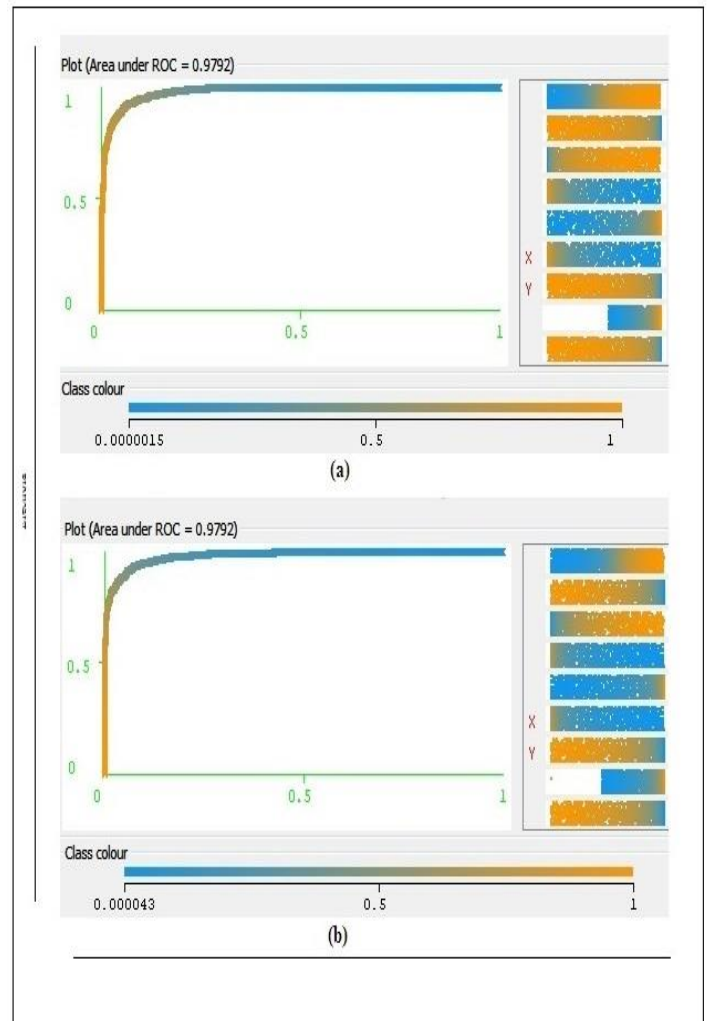 Plot (Area under ROC = 0.9792)
1
0.5
0
0 0.5 1
X
Y
Class colour
0.0000015 0.5 1
(a)
Plot (Area under ROC = 0.9792)
1
0.5
0
0 0.5 1
X
Y
Class colour
0.000043 0.5 1
(b)